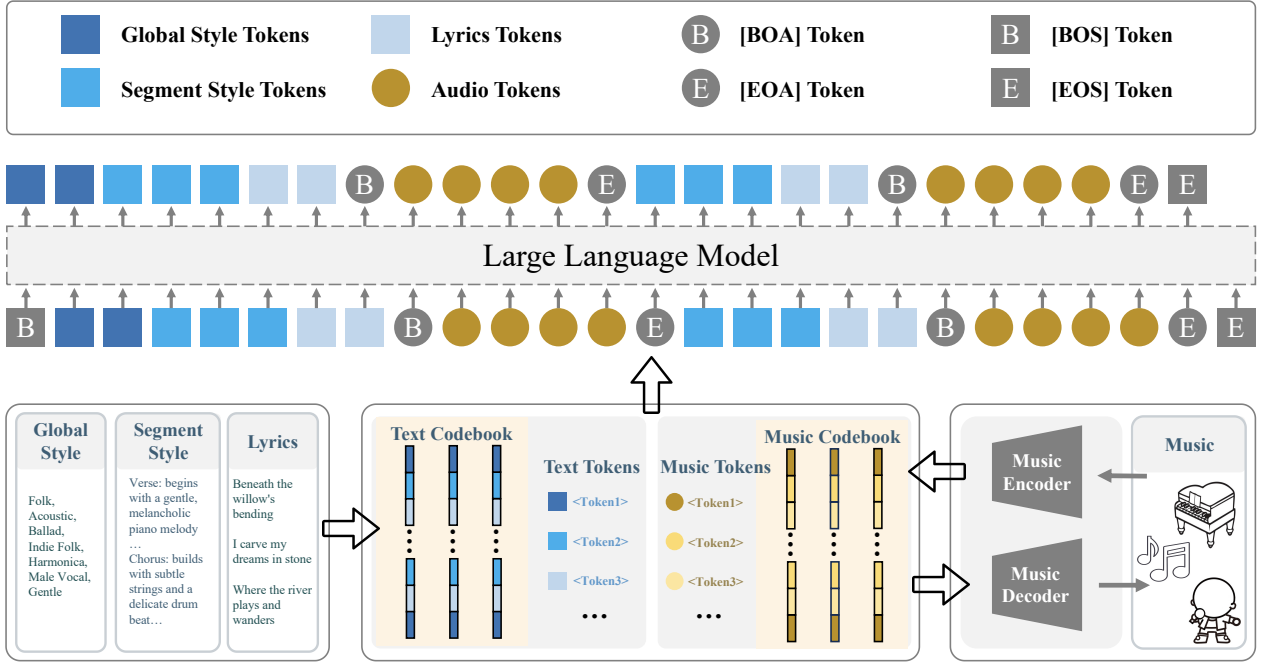 Global Style Tokens
Lyrics Tokens
B
[BOA] Token
B
[BOS] Token
Segment Style Tokens
Audio Tokens
E
[EOA] Token
E
[EOS] Token
B
E
B
E
E
Large Language Model
B
B
E
B
E
E
Global
Style
Folk,
Acoustic,
Ballad,
Indie Folk,
Harmonica,
Male Vocal,
Gentle
Segment
Style
Verse: begins
with a gentle,
melancholic
piano melody
…
Chorus: builds
with subtle
strings and a
delicate drum
beat…
Lyrics
Beneath the
willow's
bending
I carve my
dreams in stone
Where the river
plays and
wanders
Text Codebook
Text Tokens
<Token1>
<Token2>
<Token3>
Music Tokens
<Token1>
<Token2>
<Token3>
Music Codebook
Music
Encoder
Music
Decoder
Music